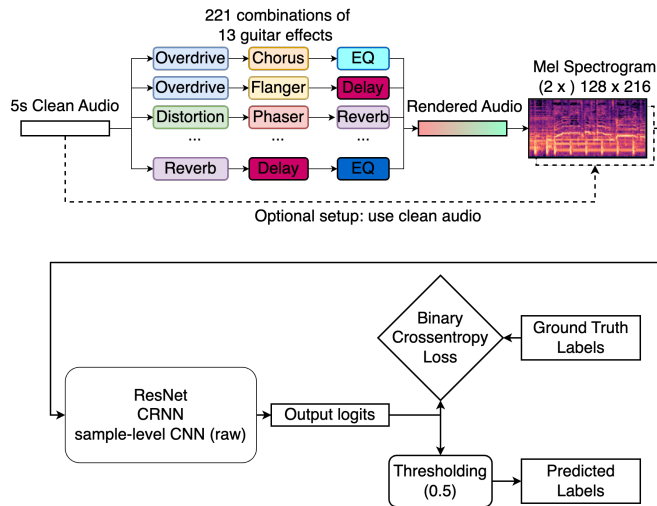 221 combinations of
13 guitar effects
Overdrive
Chorus
EQ
Overdrive
Flanger
Delay
Distortion
Phaser
Reverb
...
...
...
Reverb
Delay
EQ
5s Clean Audio
Rendered Audio
Mel Spectrogram
(2 x ) 128 x 216
Optional setup: use clean audio
ResNet
CRNN
sample-level CNN (raw)
Output logits
Binary
Crossentropy
Loss
Ground Truth
Labels
Thresholding
(0.5)
Predicted
Labels